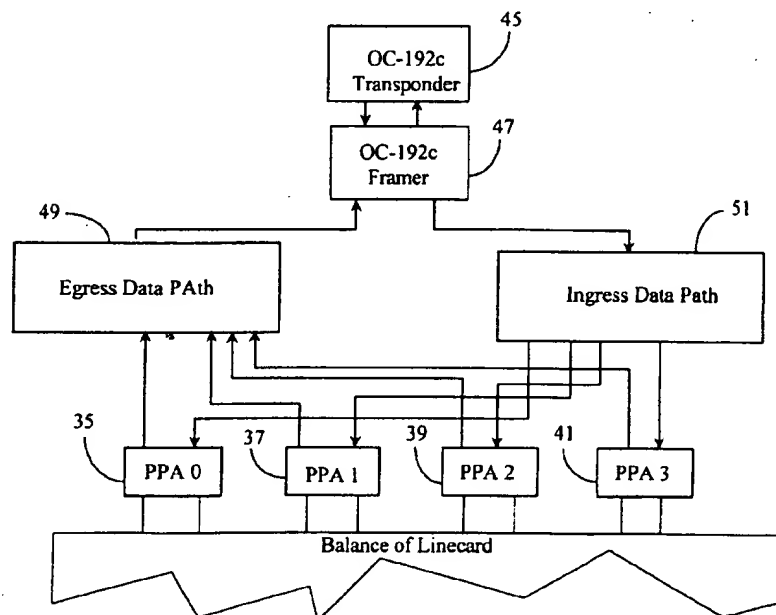 45
OC-192c
Transponder
47
OC-192c
Framer
49
51
Egress Data PAth
Ingress Data Path
35
37
39
41
PPA 0
PPA 1
PPA 2
PPA 3
Balance of Linecard